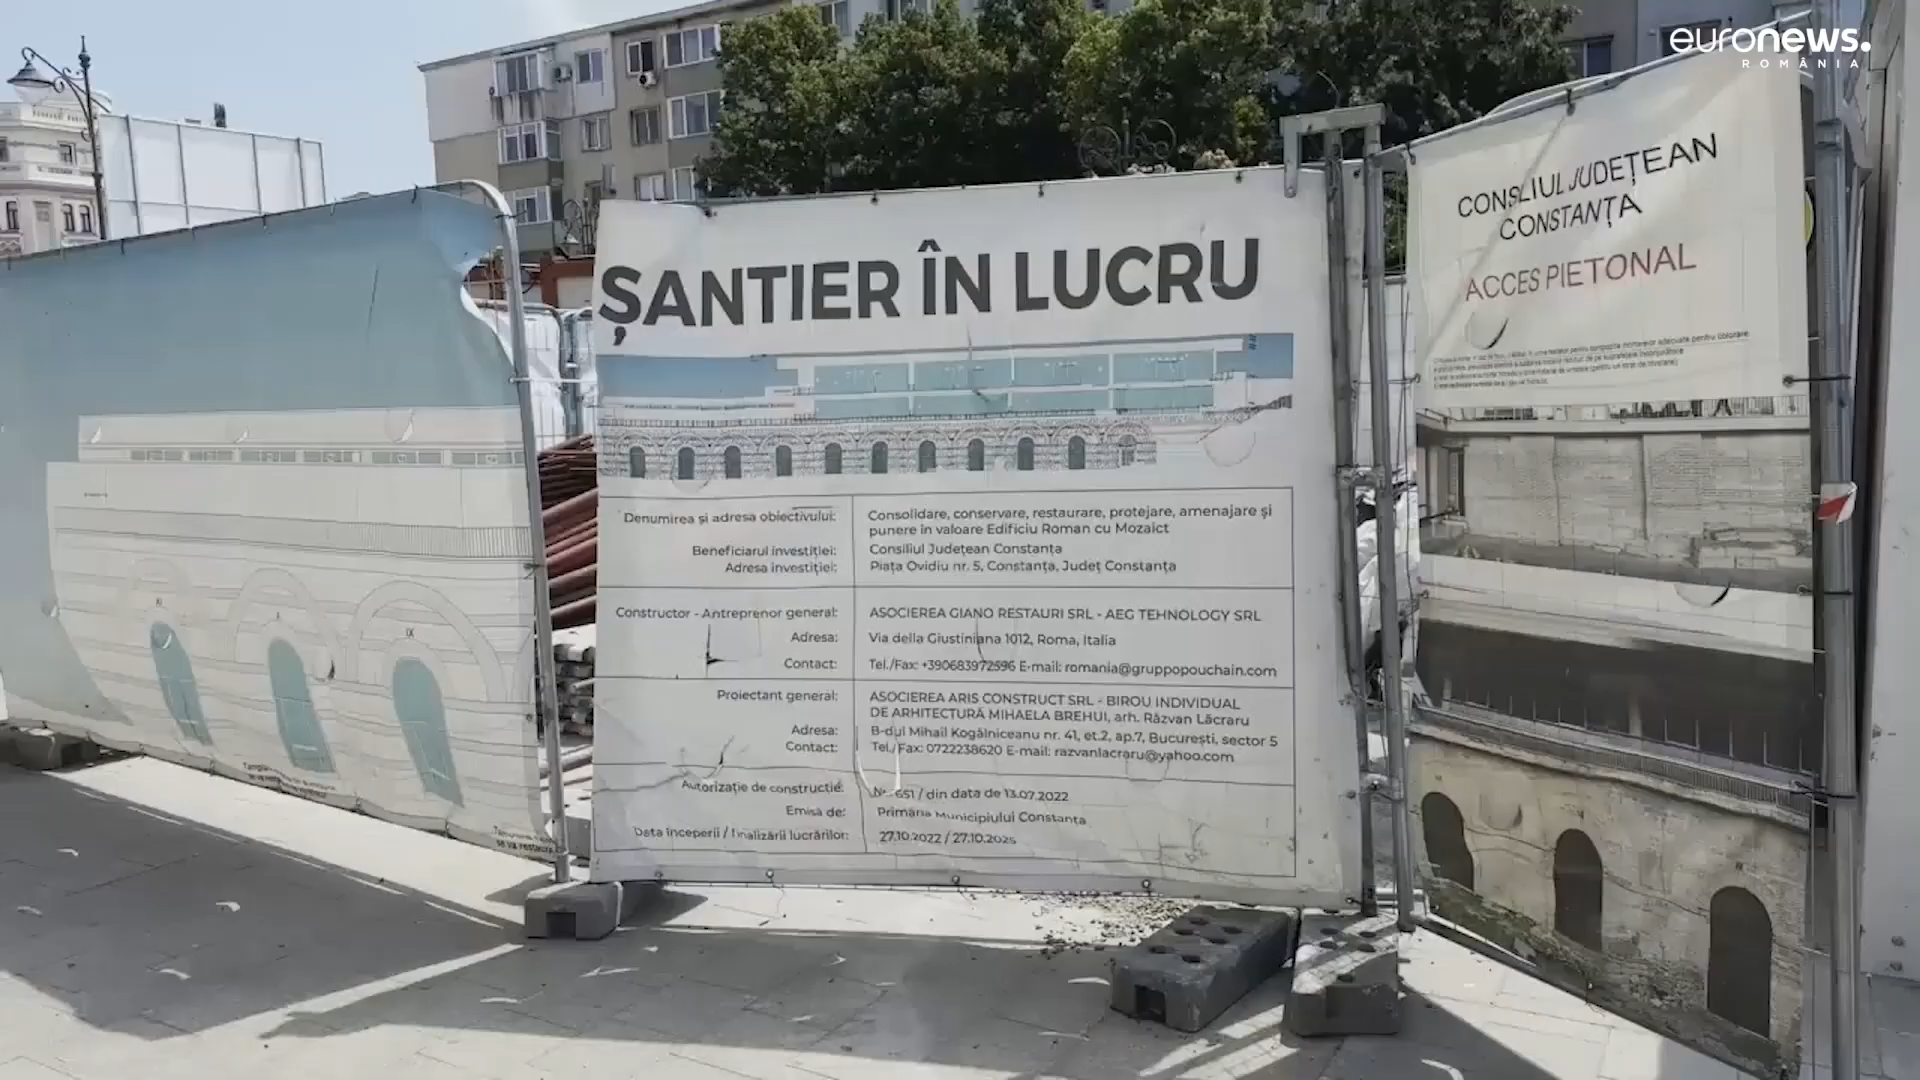 euronews.
ROMÂNIA
ȘANTIER ÎN LUCRU
Denumirea și adresa obiectivului:
Consolidare, conservare, restaurare, protejare, amenajare și
punere în valoare Edificiu Roman cu Mozaict
Beneficiarul investiției:
Consiliul Județean Constanța
Adresa investiției:
Piața Ovidiu nr. 5, Constanța, Județ Constanța
Constructor - Antreprenor general:
ASOCIEREA GIANO RESTAURI SRL - AEG TEHNOLOGY SRL
Adresa:
Via della Giustiniana 1012, Roma, Italia
Contact:
Tel./Fax: +390683972596 E-mail: romania@gruppopouchain.com
Proiectant general:
ASOCIEREA ARIS CONSTRUCT SRL - BIROU INDIVIDUAL
DE ARHITECTURĂ MIHAELA BREHUI, arh. Răzvan Lăcraru
Adresa:
B-dul Mihail Kogălniceanu nr. 41, et.2, ap.7, București, sector 5
Contact:
Tel./Fax: 0722238620 E-mail: razvanlacraru@yahoo.com
Autorizație de construcție:
Nr. 651 / din data de 13.07.2022
Emisă de:
Primăria Municipiului Constanța
Data începerii / finalizării lucrărilor:
27.10.2022 / 27.10.2025
CONSLIUL JUDEȚEAN
CONSTANȚA
ACCES PIETONAL
XI
X
IX